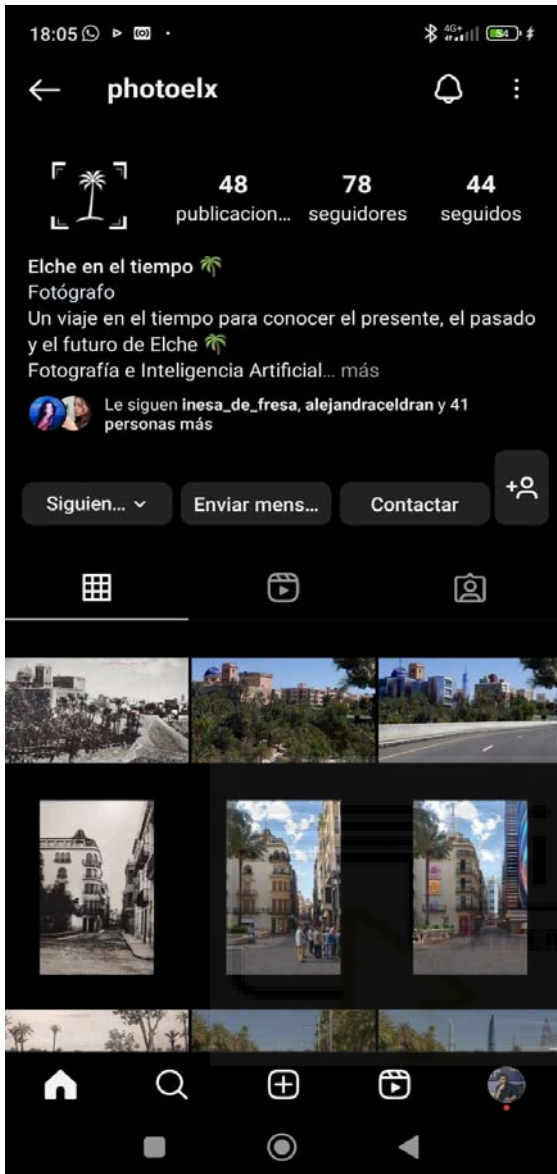 18:05
4G+
54
photoelx
48 78 44
publicacion... seguidores seguidos
Elche en el tiempo 🌴
Fotógrafo
Un viaje en el tiempo para conocer el presente, el pasado
y el futuro de Elche 🌴
Fotografía e Inteligencia Artificial... más
Le siguen inesa_de_fresa, alejandraceldran y 41
personas más
Siguien... Enviar mens... Contactar